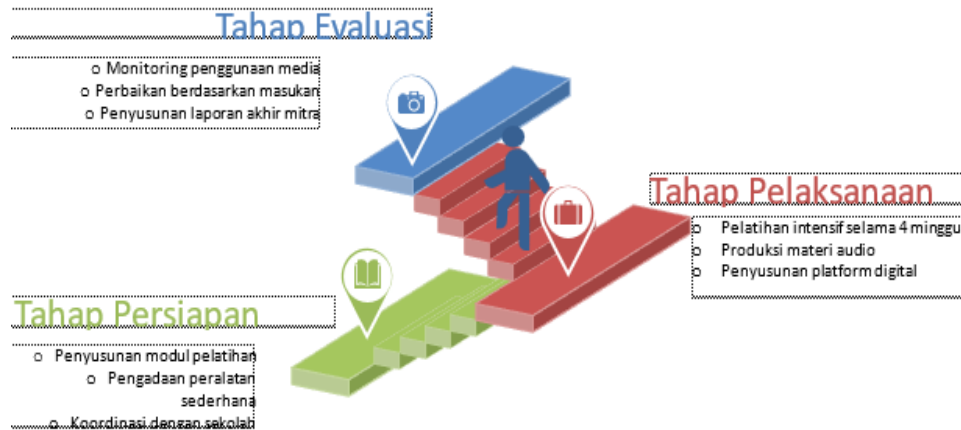 Tahap Evaluasi
o Monitoring penggunaan media
o Perbaikan berdasarkan masukan
o Penyusunan laporan akhir mitra
Tahap Pelaksanaan
o Pelatihan intensif selama 4 minggu
o Produksi materi audio
o Penyusunan platform digital
Tahap Persiapan
o Penyusunan modul pelatihan
o Pengadaan peralatan
sederhana
o Koordinasi dengan sekolah